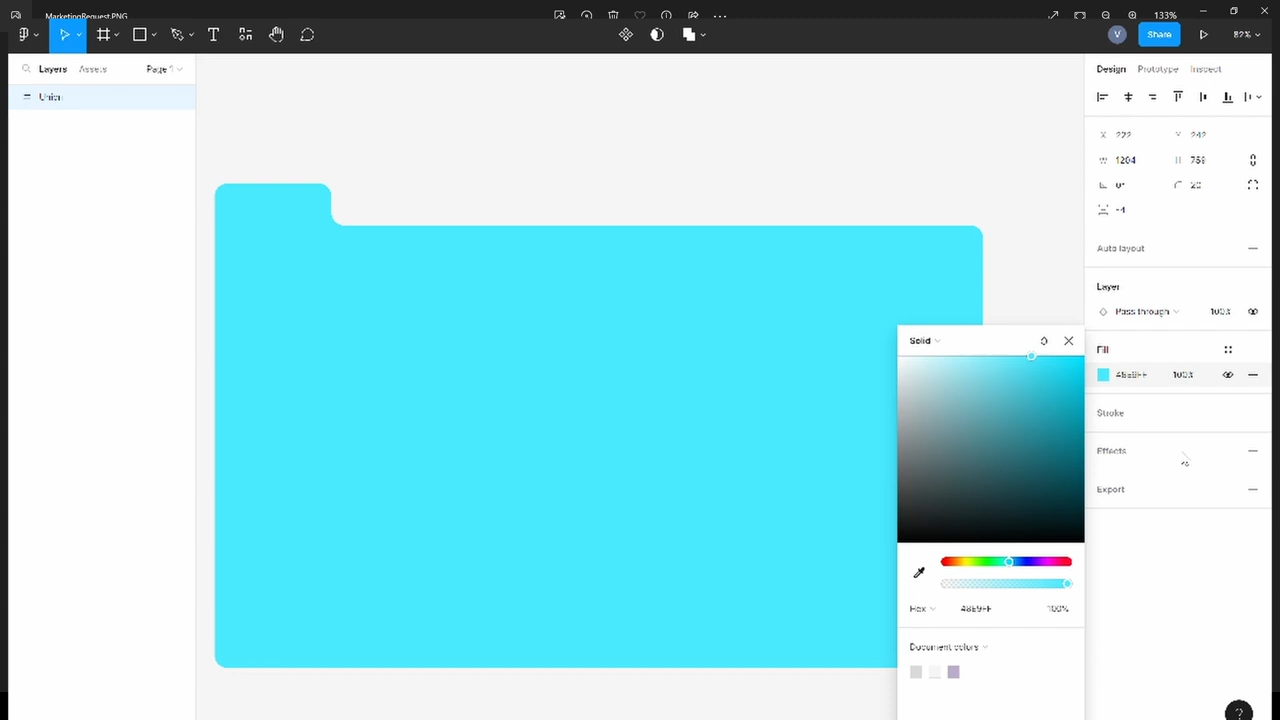 MarketingRequest.PNG
133%
V
Share
82%
Layers
Assets
Page 1
Union
Design
Prototype
Inspect
X 222
Y 242
W 1204
H 759
0°
20
-4
Auto layout
Layer
Pass through
100%
Fill
48E9FF
100%
Stroke
Effects
Export
Solid
Hex
48E9FF
100%
Document colors
?